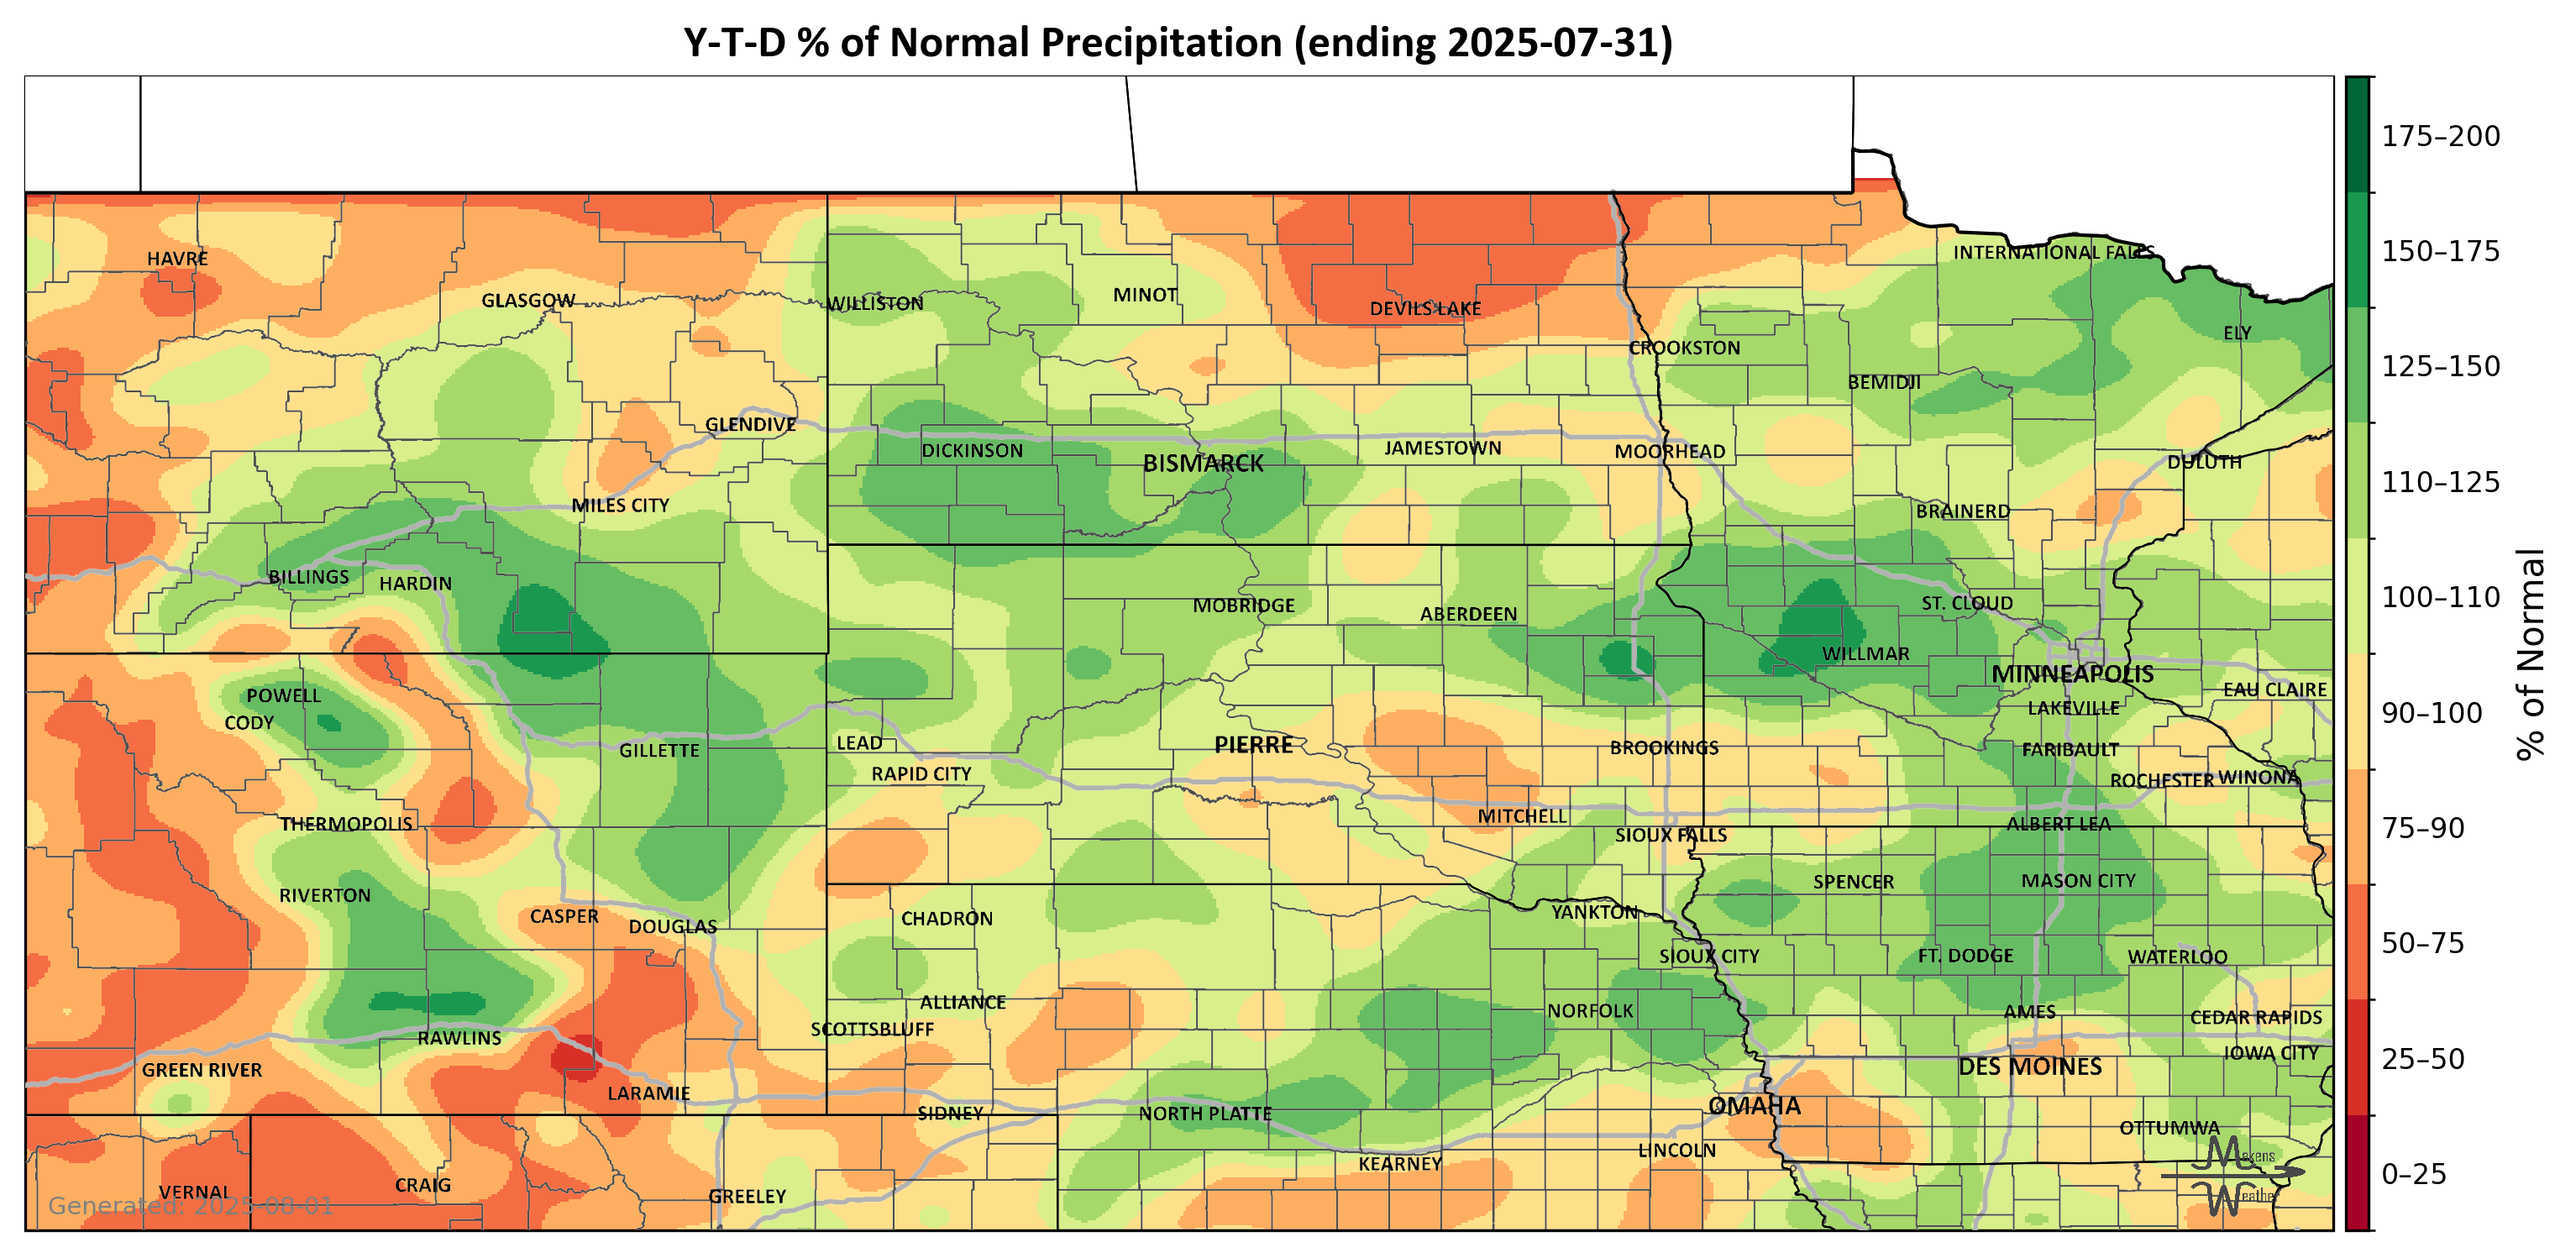 Y-T-D % of Normal Precipitation (ending 2025-07-31)
175–200
INTERNATIONAL FALLS
150–175
HAVRE
GLASGOW
WILLISTON
MINOT
DEVILS LAKE
ELY
CROOKSTON
125–150
BEMIDJI
GLENDIVE
DICKINSON
BISMARCK
JAMESTOWN
MOORHEAD
DULUTH
110–125
MILES CITY
BRAINERD
BILLINGS
HARDIN
MOBRIDGE
ABERDEEN
ST. CLOUD
100–110
WILLMAR
MINNEAPOLIS
POWELL
EAU CLAIRE
CODY
LAKEVILLE
90–100
% of Normal
GILLETTE
LEAD
PIERRE
BROOKINGS
FARIBAULT
RAPID CITY
ROCHESTER
WINONA
THERMOPOLIS
MITCHELL
ALBERT LEA
75–90
SIOUX FALLS
RIVERTON
SPENCER
MASON CITY
CASPER
DOUGLAS
CHADRON
YANKTON
50–75
SIOUX CITY
FT. DODGE
WATERLOO
ALLIANCE
NORFOLK
AMES
SCOTTSBLUFF
CEDAR RAPIDS
RAWLINS
IOWA CITY
25–50
GREEN RIVER
DES MOINES
LARAMIE
SIDNEY
NORTH PLATTE
OMAHA
OTTUMWA
LINCOLN
KEARNEY
Makens
Weather
0–25
VERNAL
CRAIG
GREELEY
Generated: 2025-08-01